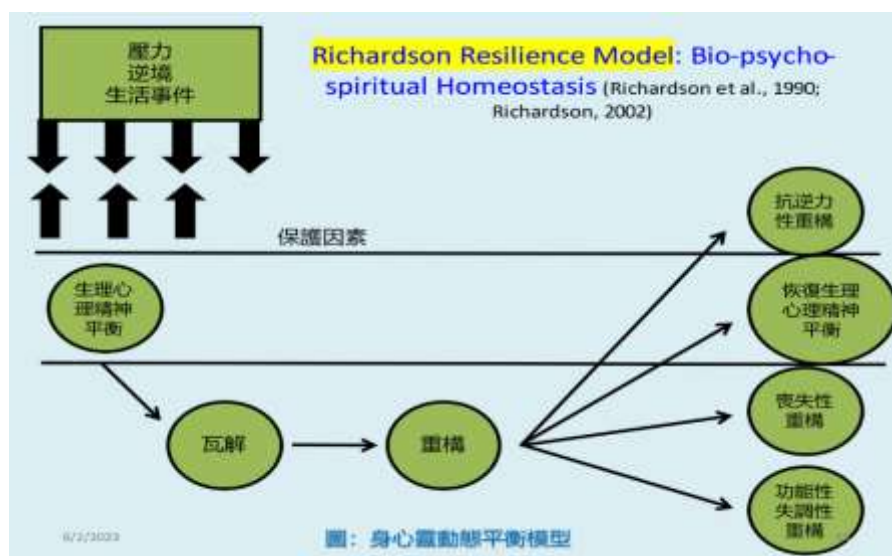 壓力
逆境
生活事件
Richardson Resilience Model: Bio-psycho-
spiritual Homeostasis (Richardson et al., 1990;
Richardson, 2002)
保護因素
生理心
理精神
平衡
瓦解
重構
抗逆力
性重構
恢復生理
心理精神
平衡
喪失性
重構
功能性
失調性
重構
6/2/2023
圖：身心靈動態平衡模型